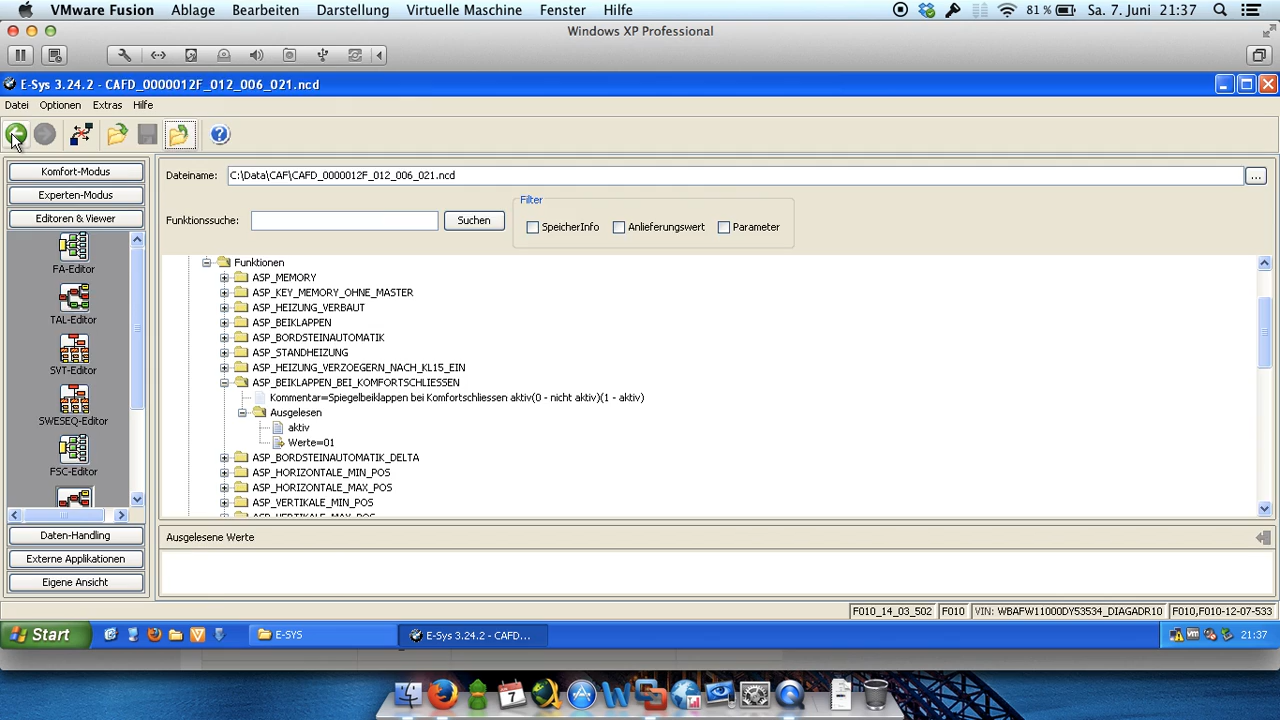 VMware Fusion Ablage Bearbeiten Darstellung Virtuelle Maschine Fenster Hilfe 81 % Sa. 7. Juni 21:37
Windows XP Professional
E-Sys 3.24.2 - CAFD_0000012F_012_006_021.ncd
Datei Optionen Extras Hilfe
Komfort-Modus
Experten-Modus
Editoren & Viewer
FA-Editor
TAL-Editor
SVT-Editor
SWESEQ-Editor
FSC-Editor
Daten-Handling
Externe Applikationen
Eigene Ansicht
Dateiname: C:\Data\CAF\CAFD_0000012F_012_006_021.ncd ...
Filter
Funktionssuche: Suchen SpeicherInfo Anlieferungswert Parameter
Funktionen
ASP_MEMORY
ASP_KEY_MEMORY_OHNE_MASTER
ASP_HEIZUNG_VERBAUT
ASP_BEIKLAPPEN
ASP_BORDSTEINAUTOMATIK
ASP_STANDHEIZUNG
ASP_HEIZUNG_VERZOEGERN_NACH_KL15_EIN
ASP_BEIKLAPPEN_BEI_KOMFORTSCHLIESSEN
Kommentar=Spiegelbeiklappen bei Komfortschliessen aktiv(0 - nicht aktiv)(1 - aktiv)
Ausgelesen
aktiv
Werte=01
ASP_BORDSTEINAUTOMATIK_DELTA
ASP_HORIZONTALE_MIN_POS
ASP_HORIZONTALE_MAX_POS
ASP_VERTIKALE_MIN_POS
ASP_VERTIKALE_MAX_POS
Ausgelesene Werte
F010_14_03_502 F010 VIN: WBAFW11000DY53534_DIAGADR10 F010,F010-12-07-533
Start E-SYS E-Sys 3.24.2 - CAFD... 21:37